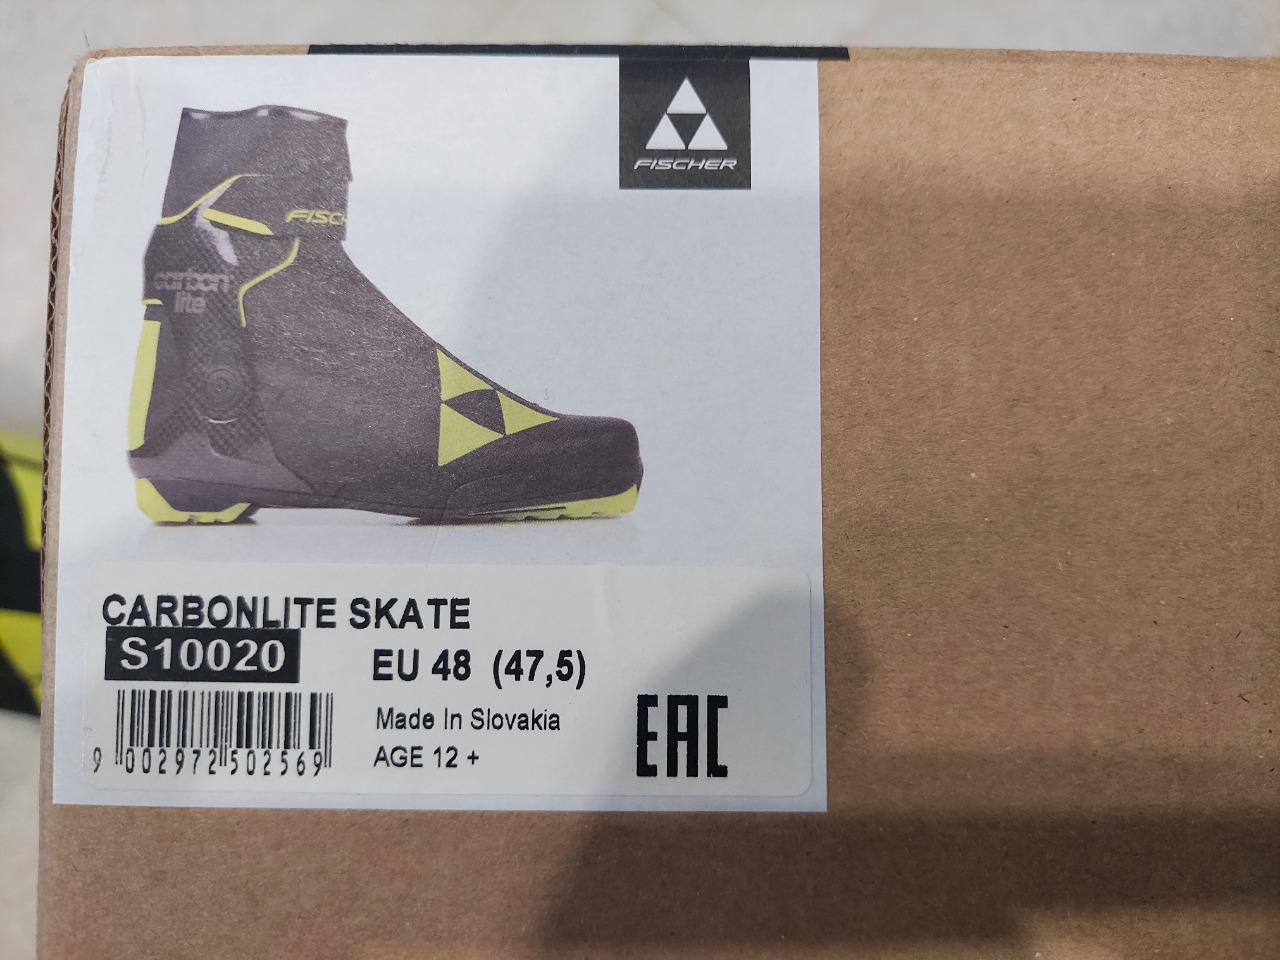 FISCHER
FISC
carbon
lite
CARBONLITE SKATE
S10020
EU 48 (47,5)
Made In Slovakia
AGE 12 +
EAC
9 002972 502569